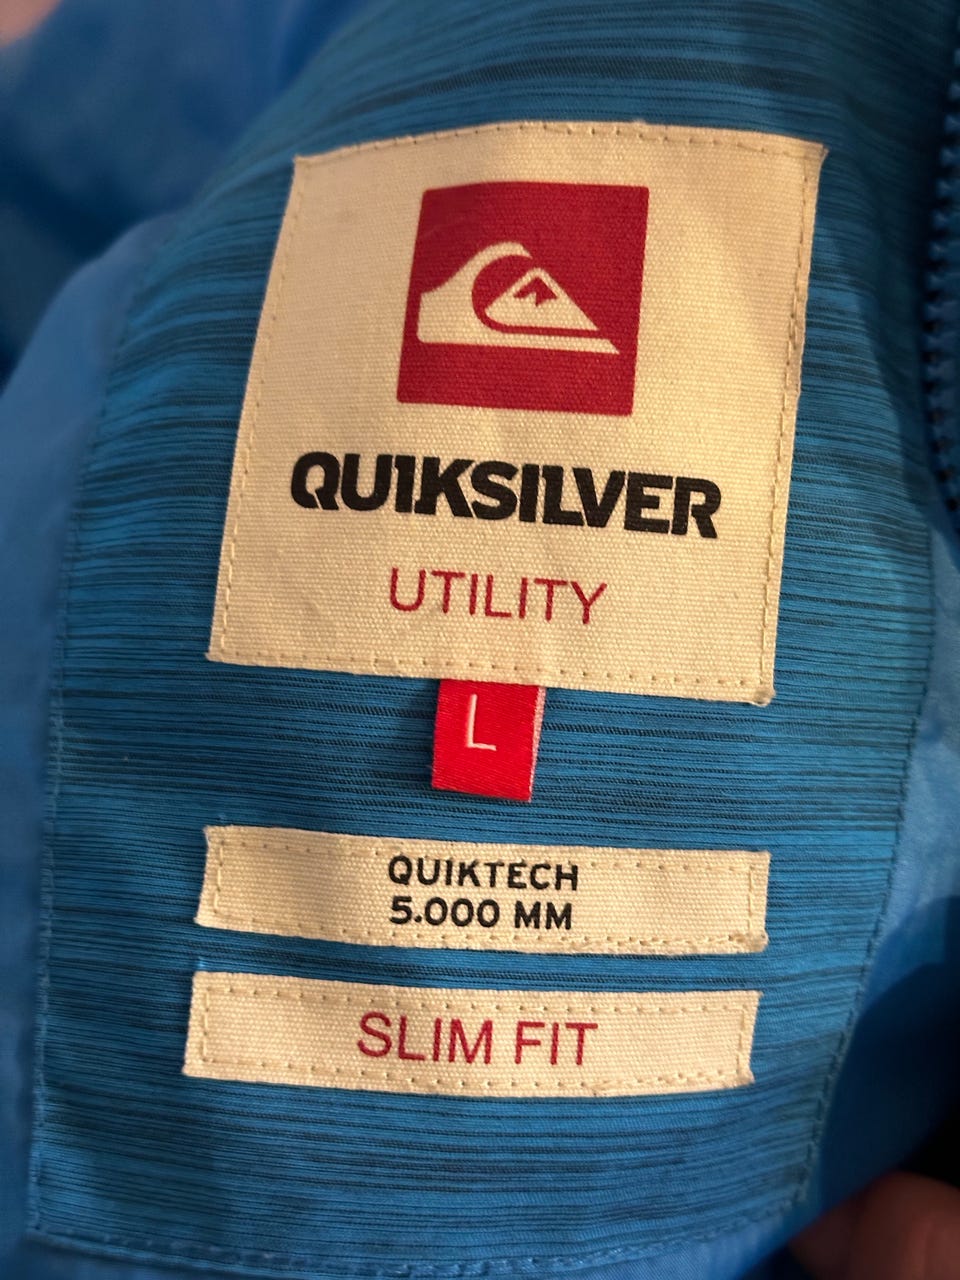 QUIKSILVER
UTILITY
L
QUIKTECH
5.000 MM
SLIM FIT